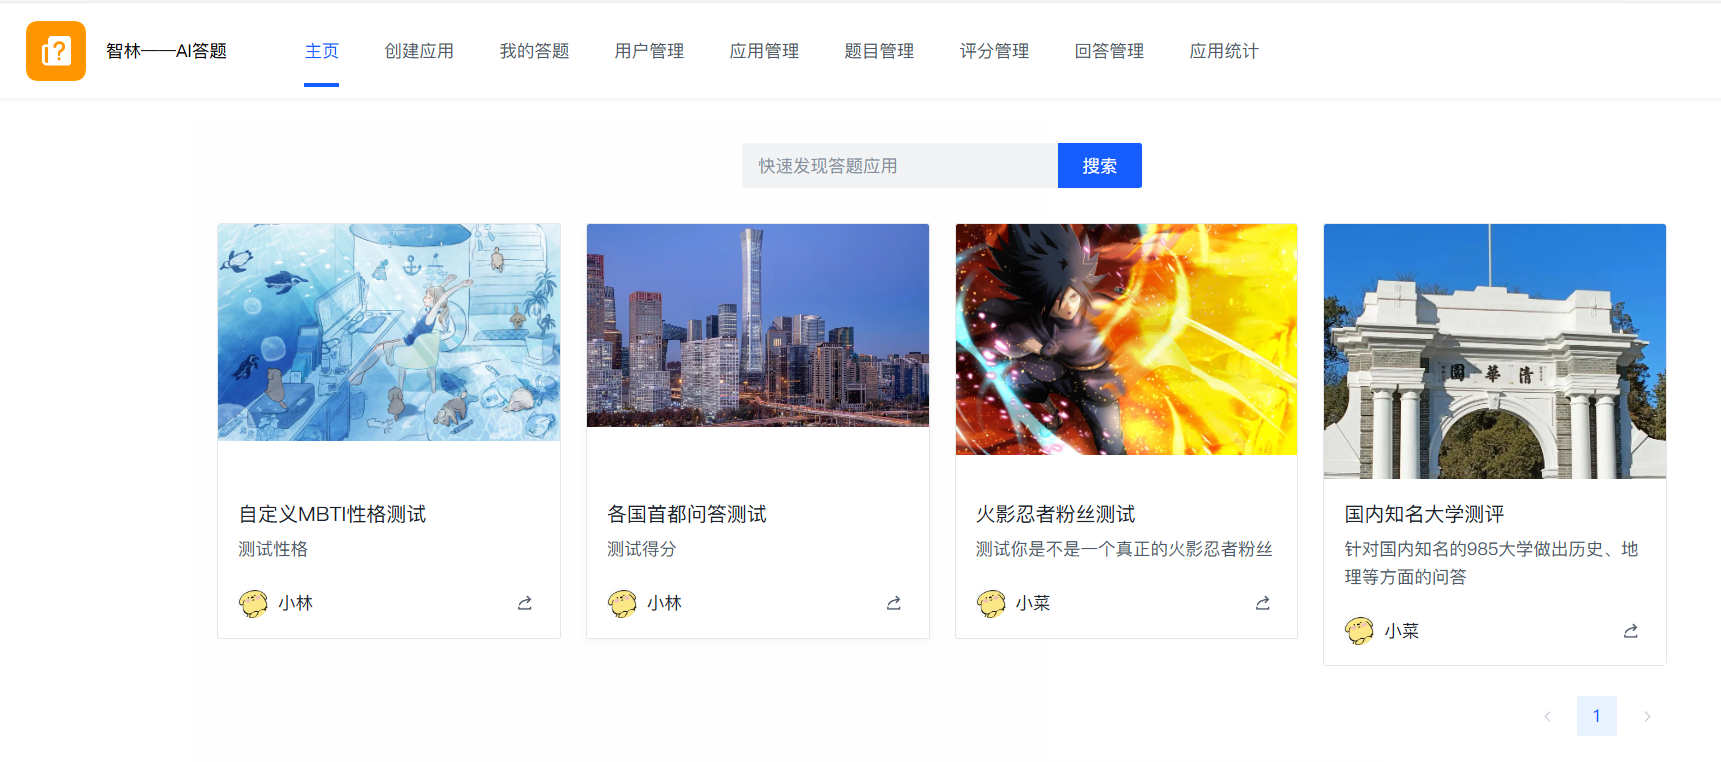 智林——AI答题
主页
创建应用
我的答题
用户管理
应用管理
题目管理
评分管理
回答管理
应用统计
快速发现答题应用
搜索
園華清
自定义MBTI性格测试
测试性格
小林
各国首都问答测试
测试得分
小林
火影忍者粉丝测试
测试你是不是一个真正的火影忍者粉丝
小菜
国内知名大学测评
针对国内知名的985大学做出历史、地
理等方面的问答
小菜
1